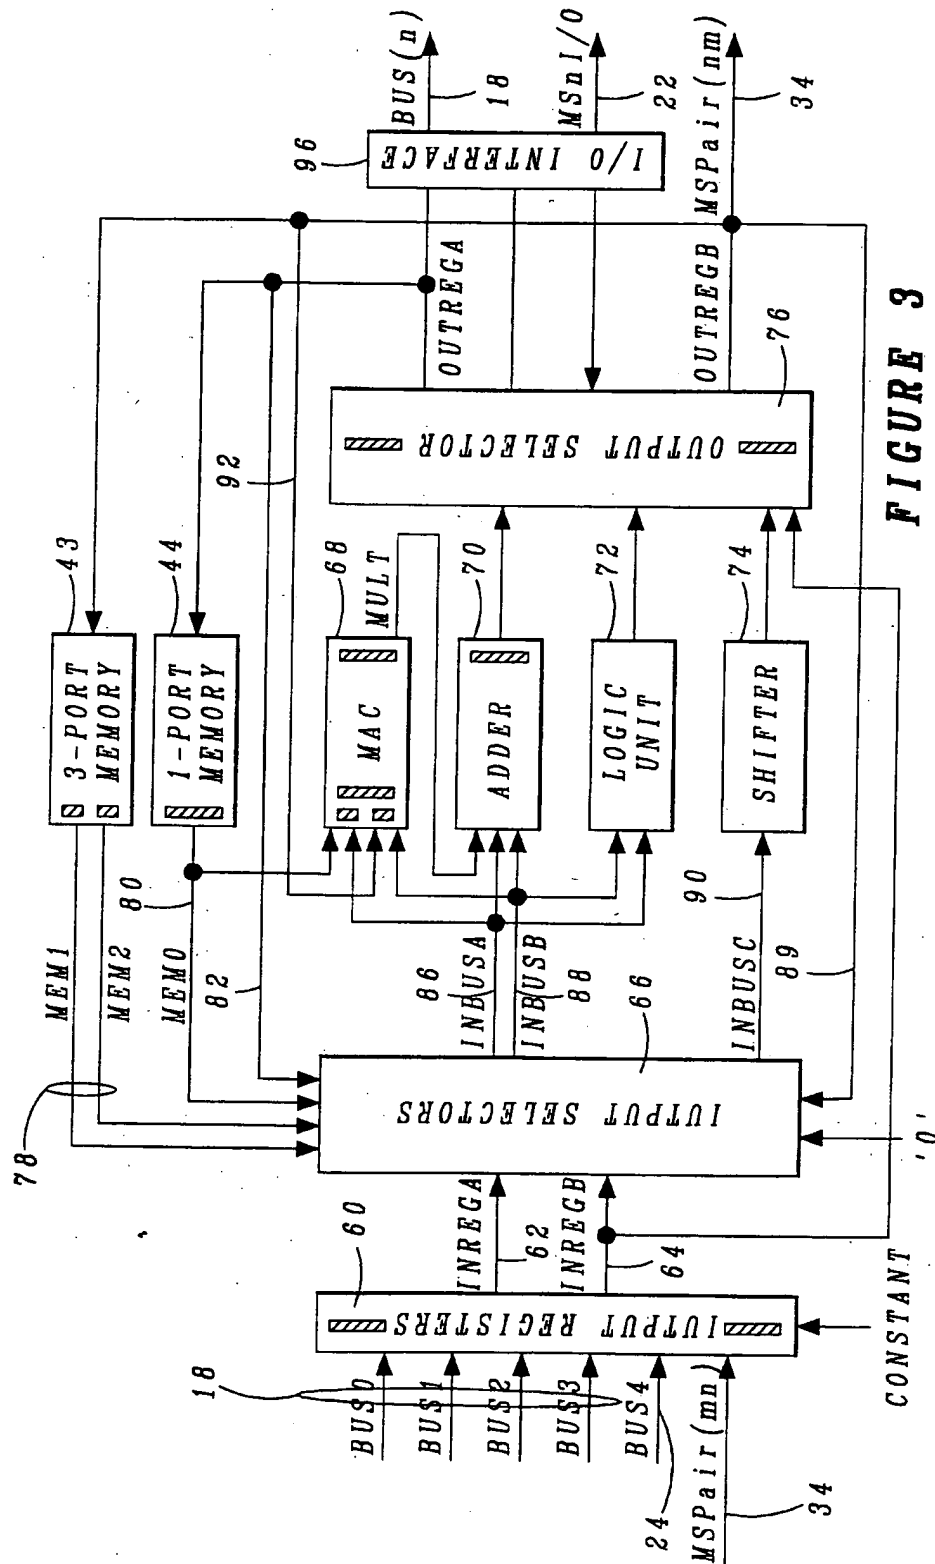 18
BUS0
BUS1
BUS2
BUS3
BUS4
24
MSPair(mn)
34
IUTPUT REGISTERS
60
CONSTANT
INREGA
62
INREGB
64
78
MEM1
MEM2
MEM0
80
82
IUTPUT SELECTORS
66
'0'
INBUSA
86
INBUSB
88
INBUSC
90
89
3-PORT
MEMORY
43
1-PORT
MEMORY
44
92
MAC
68
MULT
ADDER
70
LOGIC
UNIT
72
SHIFTER
74
OUTPUT SELECTOR
76
OUTREGA
OUTREGB
96
I/O INTERFACE
BUS(n)
18
MSnI/O
22
MSPair(nm)
34
FIGURE 3